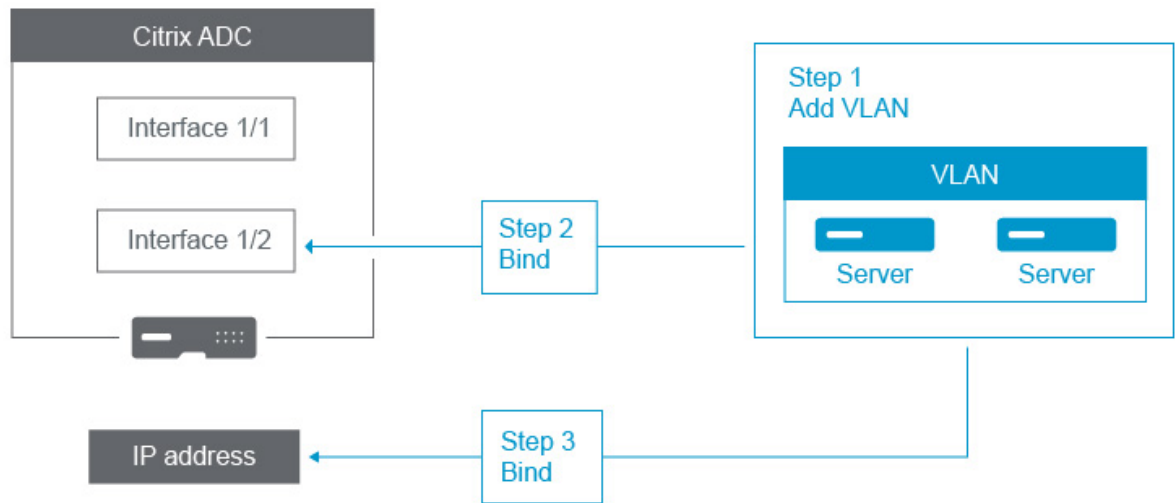 Citrix ADC
Interface 1/1
Interface 1/2
Step 2
Bind
Step 1
Add VLAN
VLAN
Server
Server
IP address
Step 3
Bind